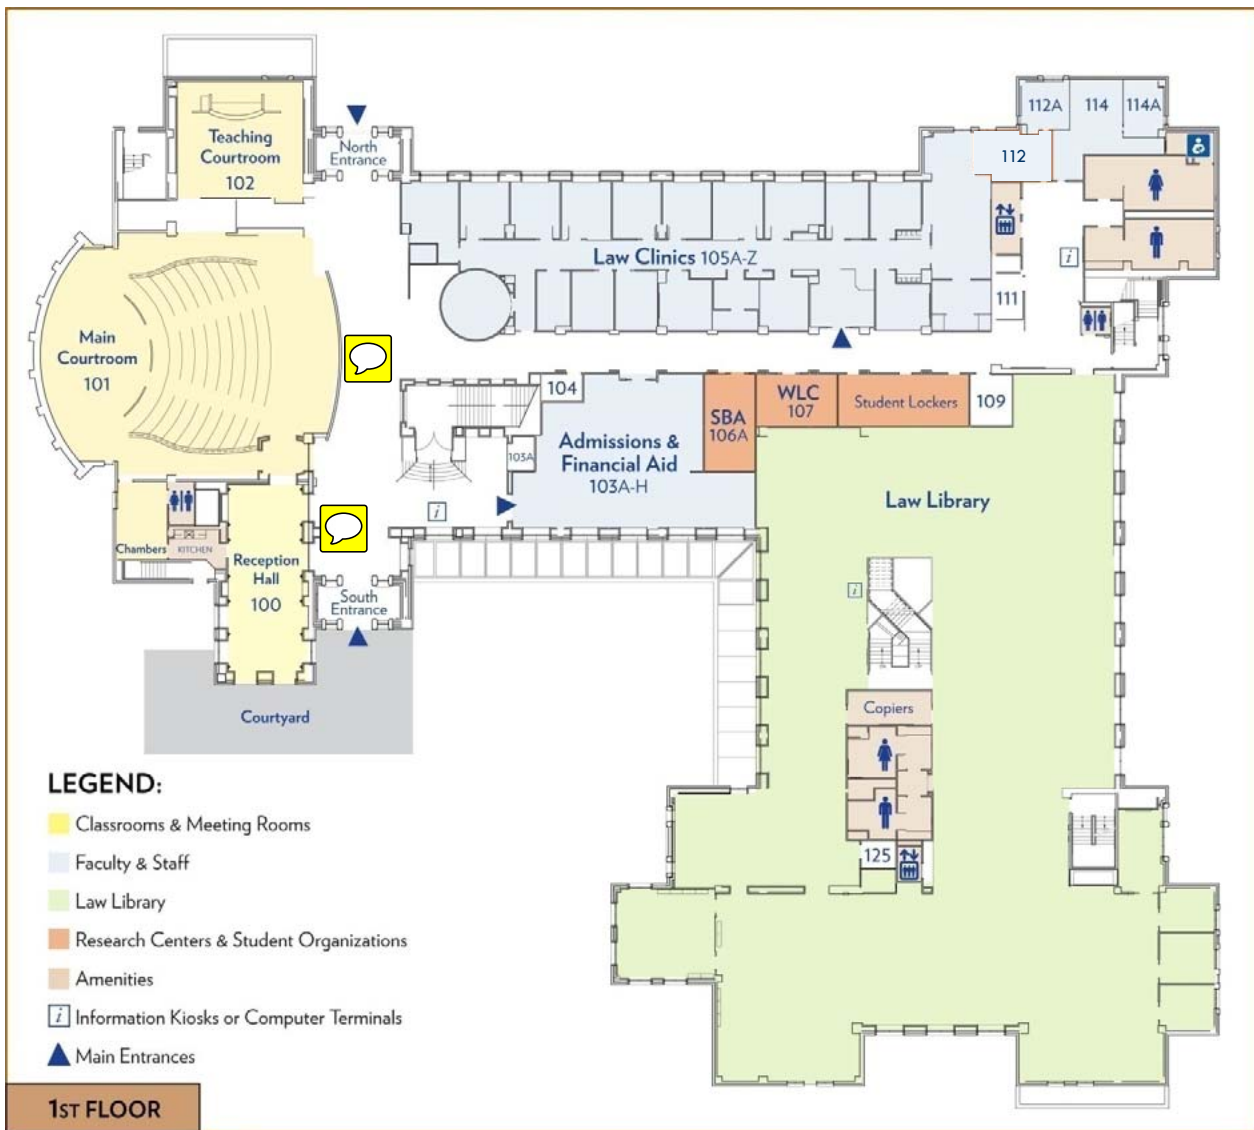 Teaching
Courtroom
102
North
Entrance
112A
114
114A
112
Law Clinics 105A-Z
i
111
Main
Courtroom
101
104
Admissions &
Financial Aid
103A-H
103A
SBA
106A
WLC
107
Student Lockers
109
Law Library
i
Chambers
KITCHEN
Reception
Hall
100
South
Entrance
i
Courtyard
Copiers
125
LEGEND:
Classrooms & Meeting Rooms
Faculty & Staff
Law Library
Research Centers & Student Organizations
Amenities
i Information Kiosks or Computer Terminals
Main Entrances
1ST FLOOR